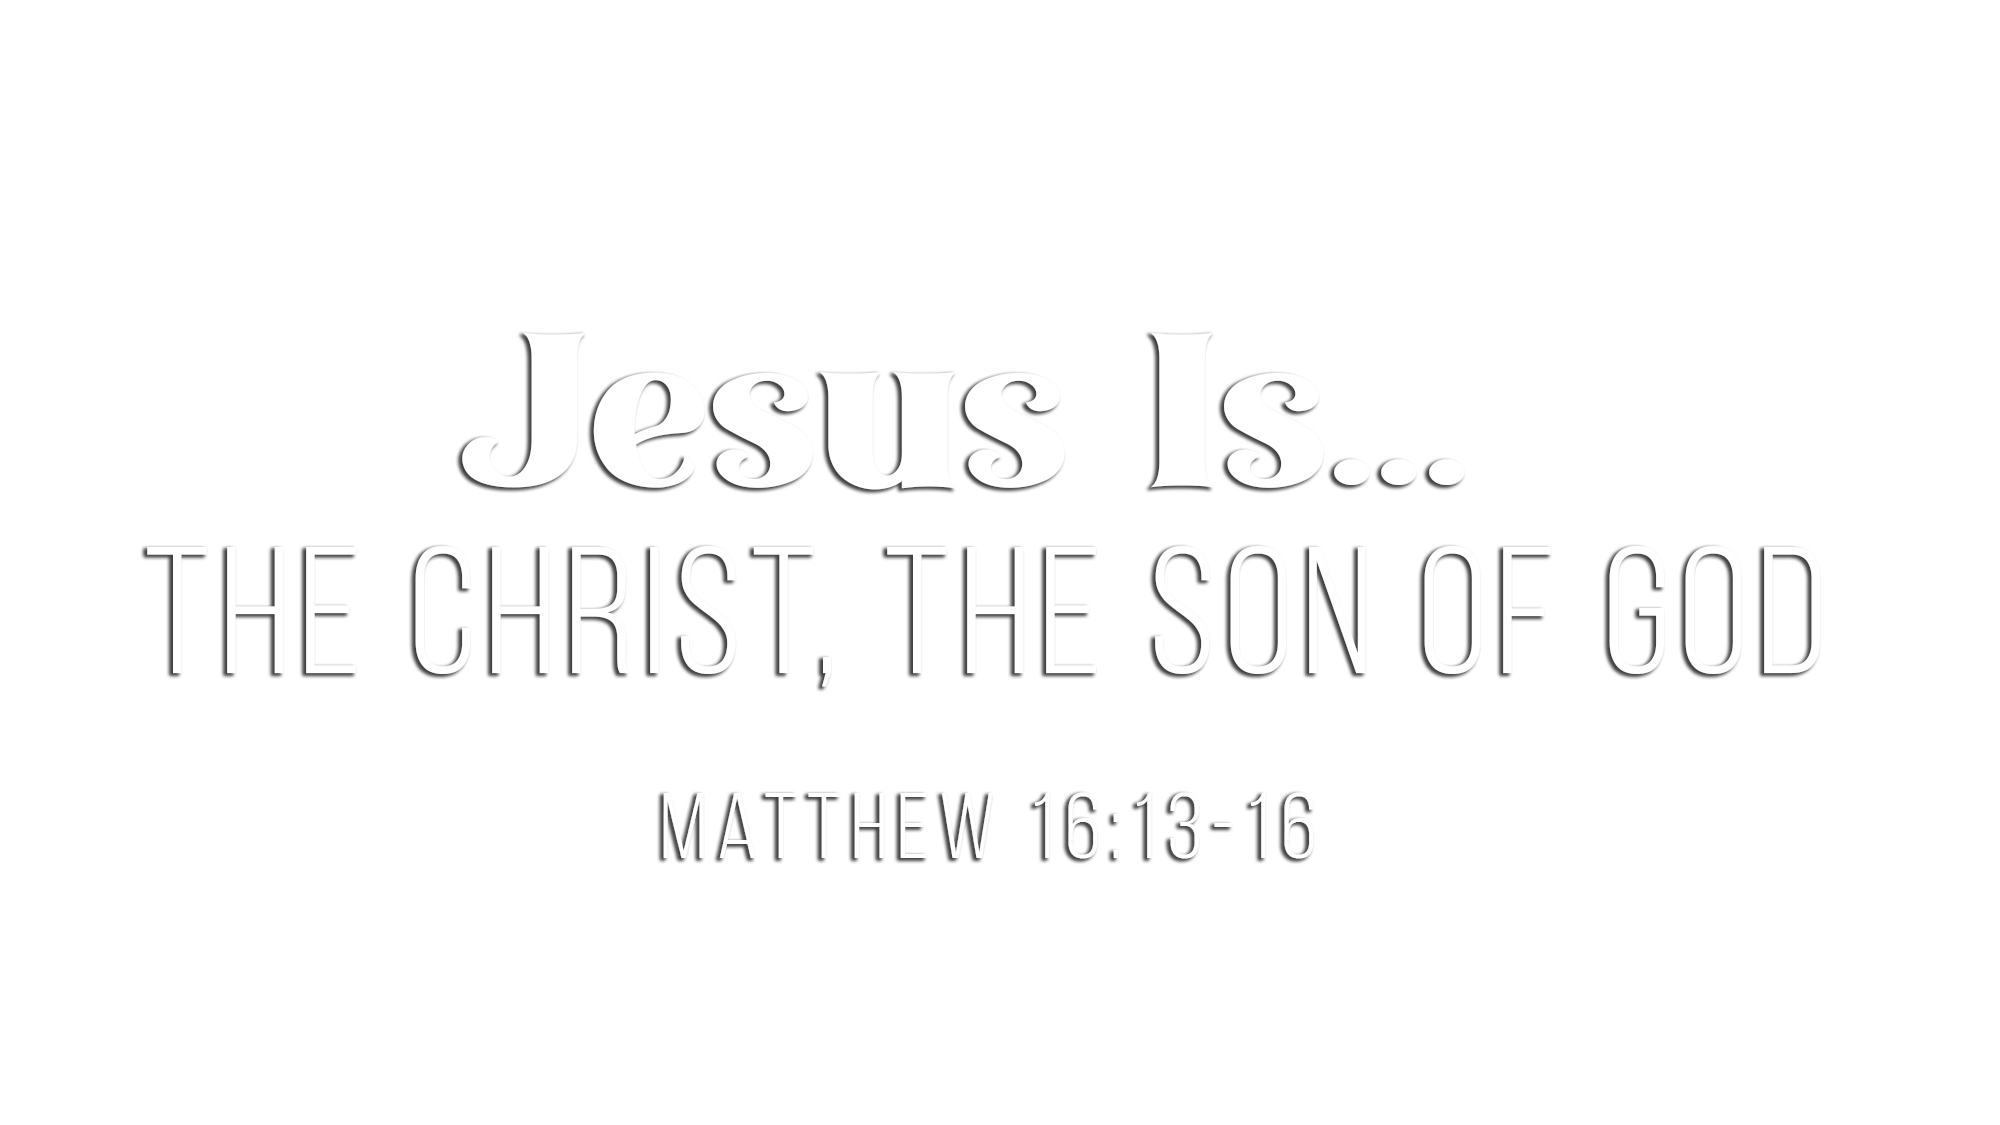 Jesus Is...
THE CHRIST, THE SON OF GOD
MATTHEW 16:13-16